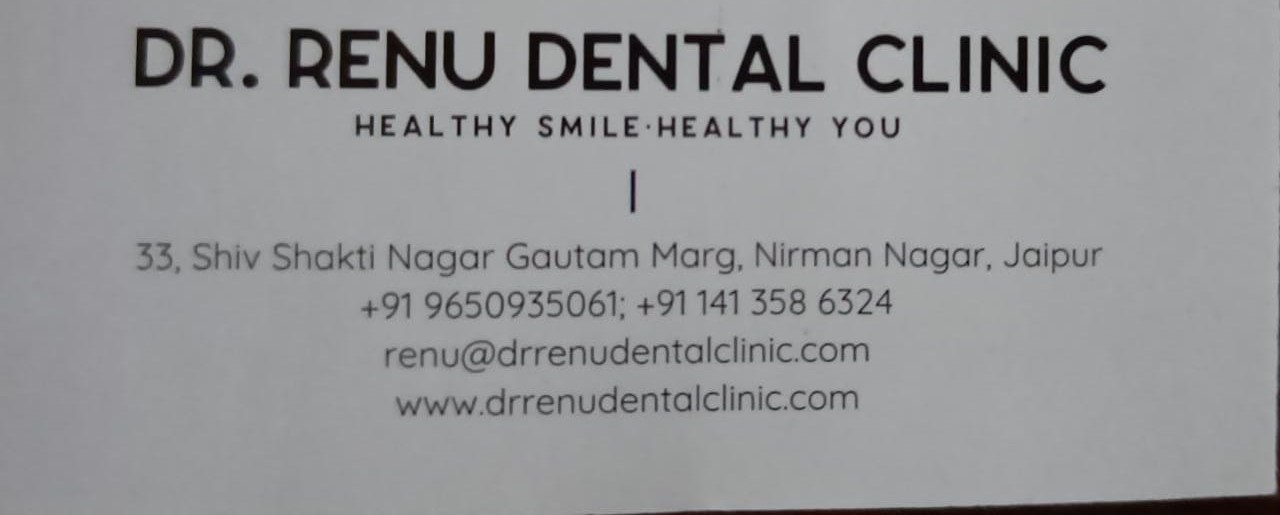 DR. RENU DENTAL CLINIC
HEALTHY SMILE·HEALTHY YOU
33, Shiv Shakti Nagar Gautam Marg, Nirman Nagar, Jaipur
+91 9650935061; +91 141 358 6324
renu@drrenudentalclinic.com
www.drrenudentalclinic.com